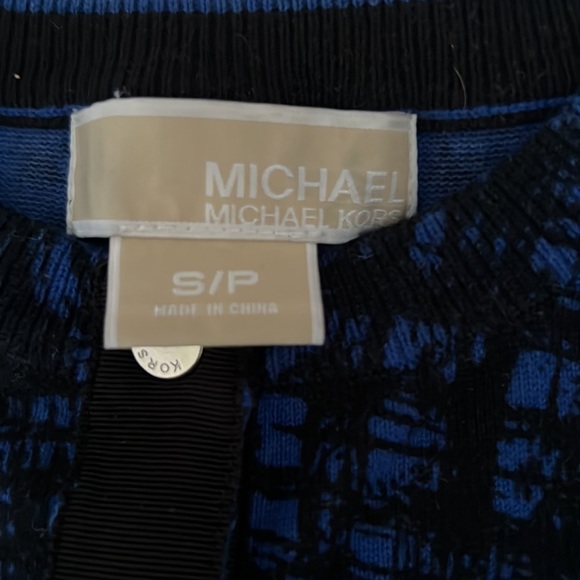 MICHAEL
MICHAEL KORS
S/P
MADE IN CHINA
KORS